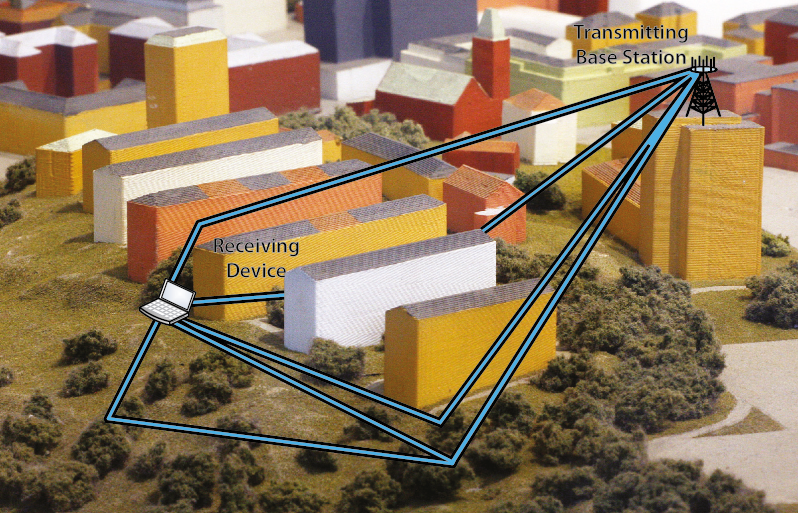 Transmitting
Base Station
Receiving
Device